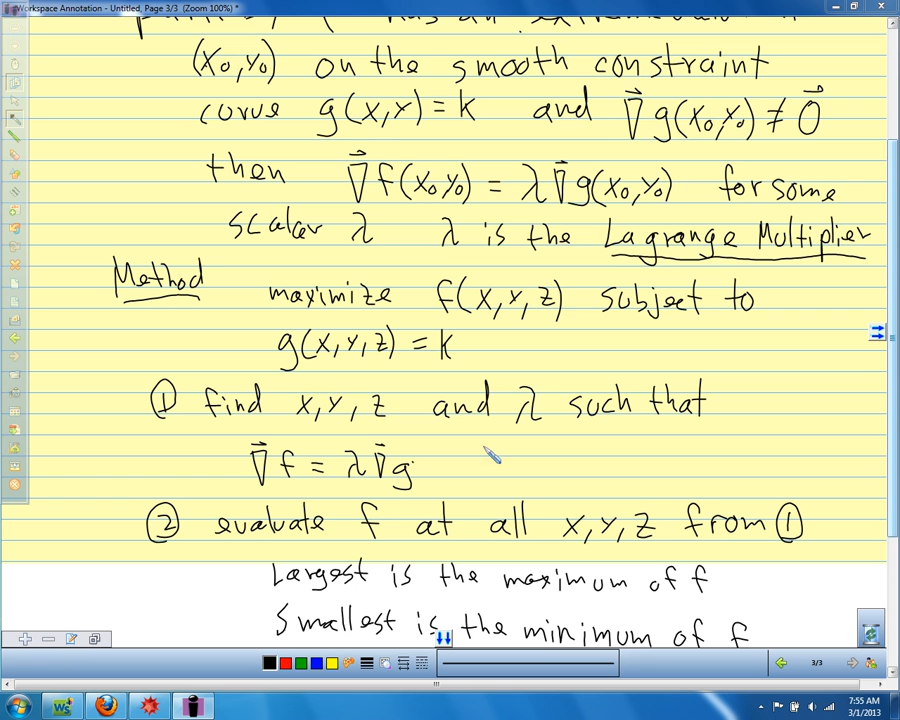 Workspace Annotation - Untitled, Page 3/3 (Zoom 100%) *
has an
(x₀,y₀) on the smooth constraint
curve g(x,y) = k and ∇⃗g(x₀,y₀) ≠ 0⃗
then ∇⃗f(x₀y₀) = λ∇⃗g(x₀,y₀) for some
scalar λ λ is the Lagrange Multiplier
Method maximize f(x,y,z) subject to
g(x,y,z) = k
① find x,y,z and λ such that
∇⃗f = λ∇⃗g
② evaluate f at all x,y,z from ①
Largest is the maximum of f
Smallest is the minimum of f
3/3
7:55 AM
3/1/2013